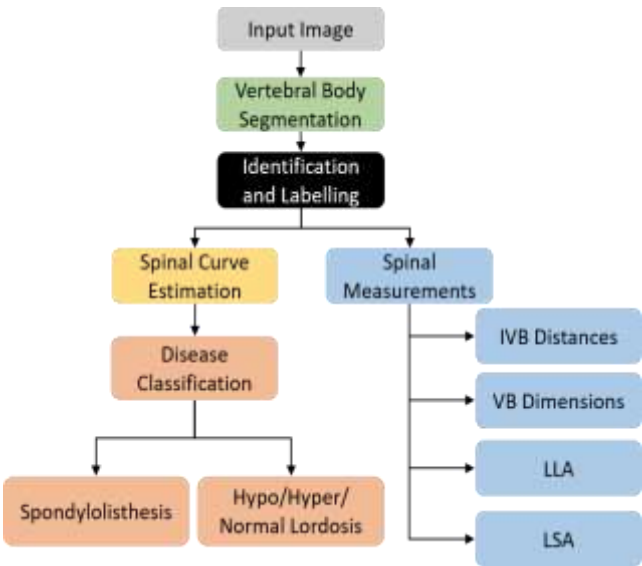 Input Image
Vertebral Body
Segmentation
Identification
and Labelling
Spinal Curve
Estimation
Spinal
Measurements
Disease
Classification
IVB Distances
VB Dimensions
LLA
LSA
Spondylolisthesis
Hypo/Hyper/
Normal Lordosis